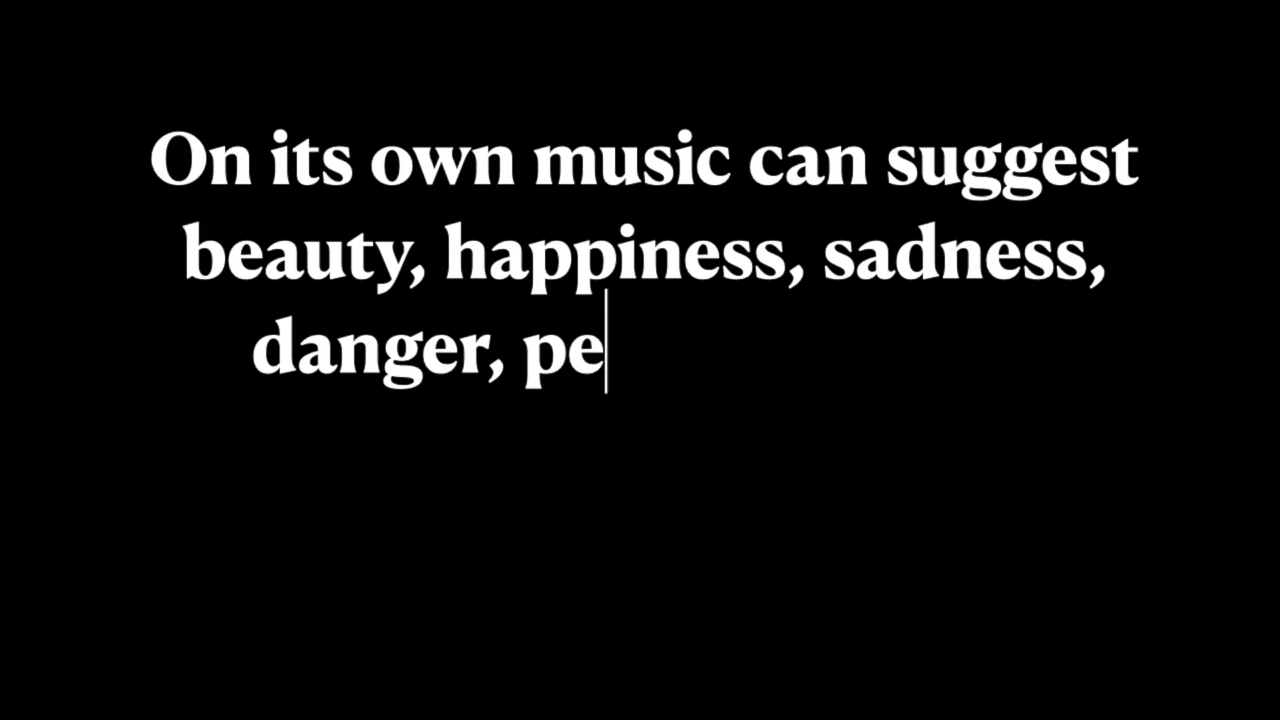 On its own music can suggest
beauty, happiness, sadness,
danger, pe